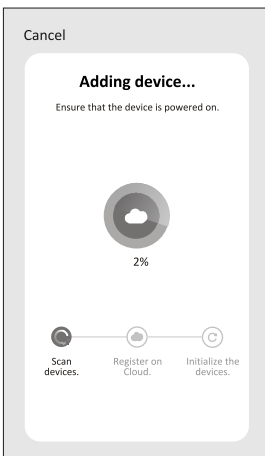 Cancel
Adding device...
Ensure that the device is powered on.
2%
Scan
devices.
Register on
Cloud.
Initialize the
devices.